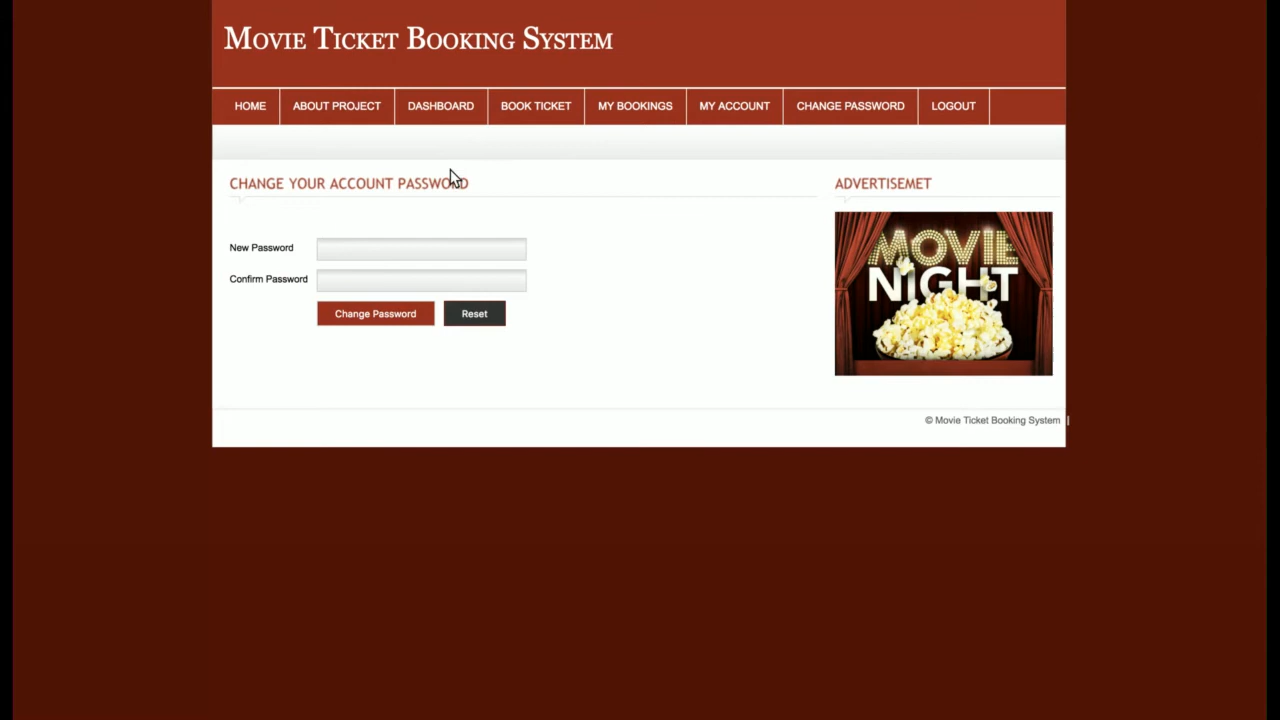 MOVIE TICKET BOOKING SYSTEM
HOME ABOUT PROJECT DASHBOARD BOOK TICKET MY BOOKINGS MY ACCOUNT CHANGE PASSWORD LOGOUT
CHANGE YOUR ACCOUNT PASSWORD
New Password
Confirm Password
Change Password Reset
ADVERTISEMET
MOVIE
NIGHT
© Movie Ticket Booking System |